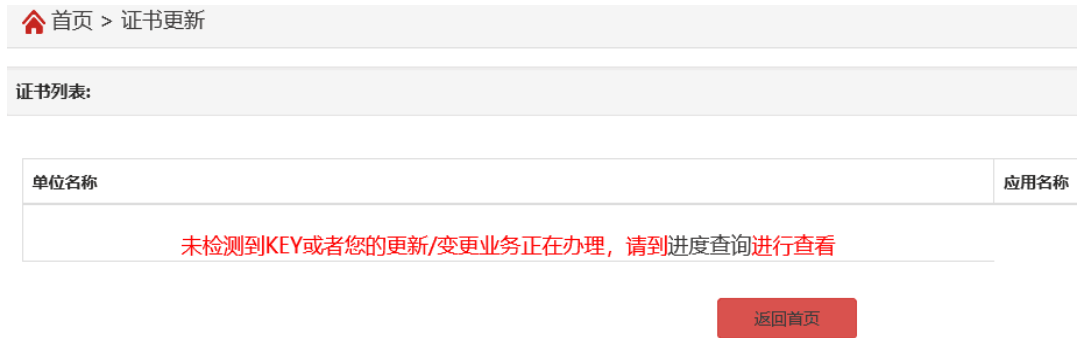 首页 > 证书更新
证书列表:
单位名称 应用名称
未检测到KEY或者您的更新/变更业务正在办理，请到进度查询进行查看
返回首页